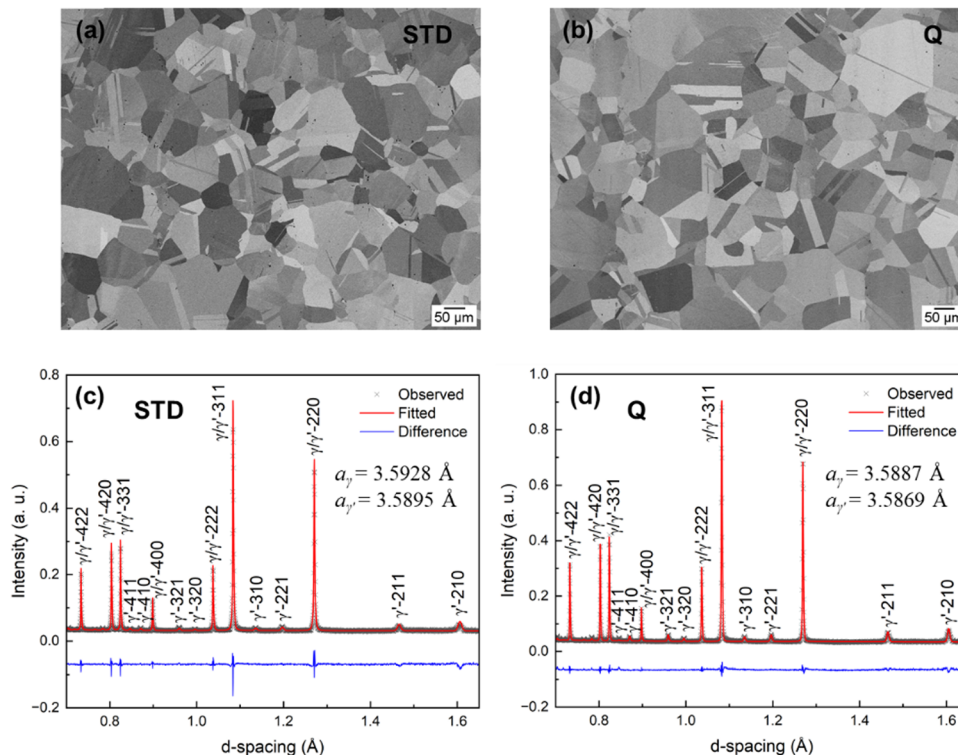 (a)
STD
50 μm
(b)
Q
50 μm
(c)
STD
0.8
0.6
0.4
0.2
0.0
−0.2
Intensity (a. u.)
γ/γ'-422
γ/γ'-420
γ/γ'-331
γ'-411
γ'-410
γ/γ'-400
γ'-321
γ'-320
γ/γ'-222
γ/γ'-311
γ'-310
γ'-221
γ/γ'-220
γ'-211
γ'-210
Observed
Fitted
Difference
aγ = 3.5928 Å
aγ' = 3.5895 Å
0.8 1.0 1.2 1.4 1.6
d-spacing (Å)
(d)
Q
1.0
0.8
0.6
0.4
0.2
0.0
−0.2
Intensity (a. u.)
γ/γ'-422
γ/γ'-420
γ/γ'-331
γ'-411
γ'-410
γ/γ'-400
γ'-321
γ'-320
γ/γ'-222
γ/γ'-311
γ'-310
γ'-221
γ/γ'-220
γ'-211
γ'-210
Observed
Fitted
Difference
aγ = 3.5887 Å
aγ' = 3.5869 Å
0.8 1.0 1.2 1.4 1.6
d-spacing (Å)